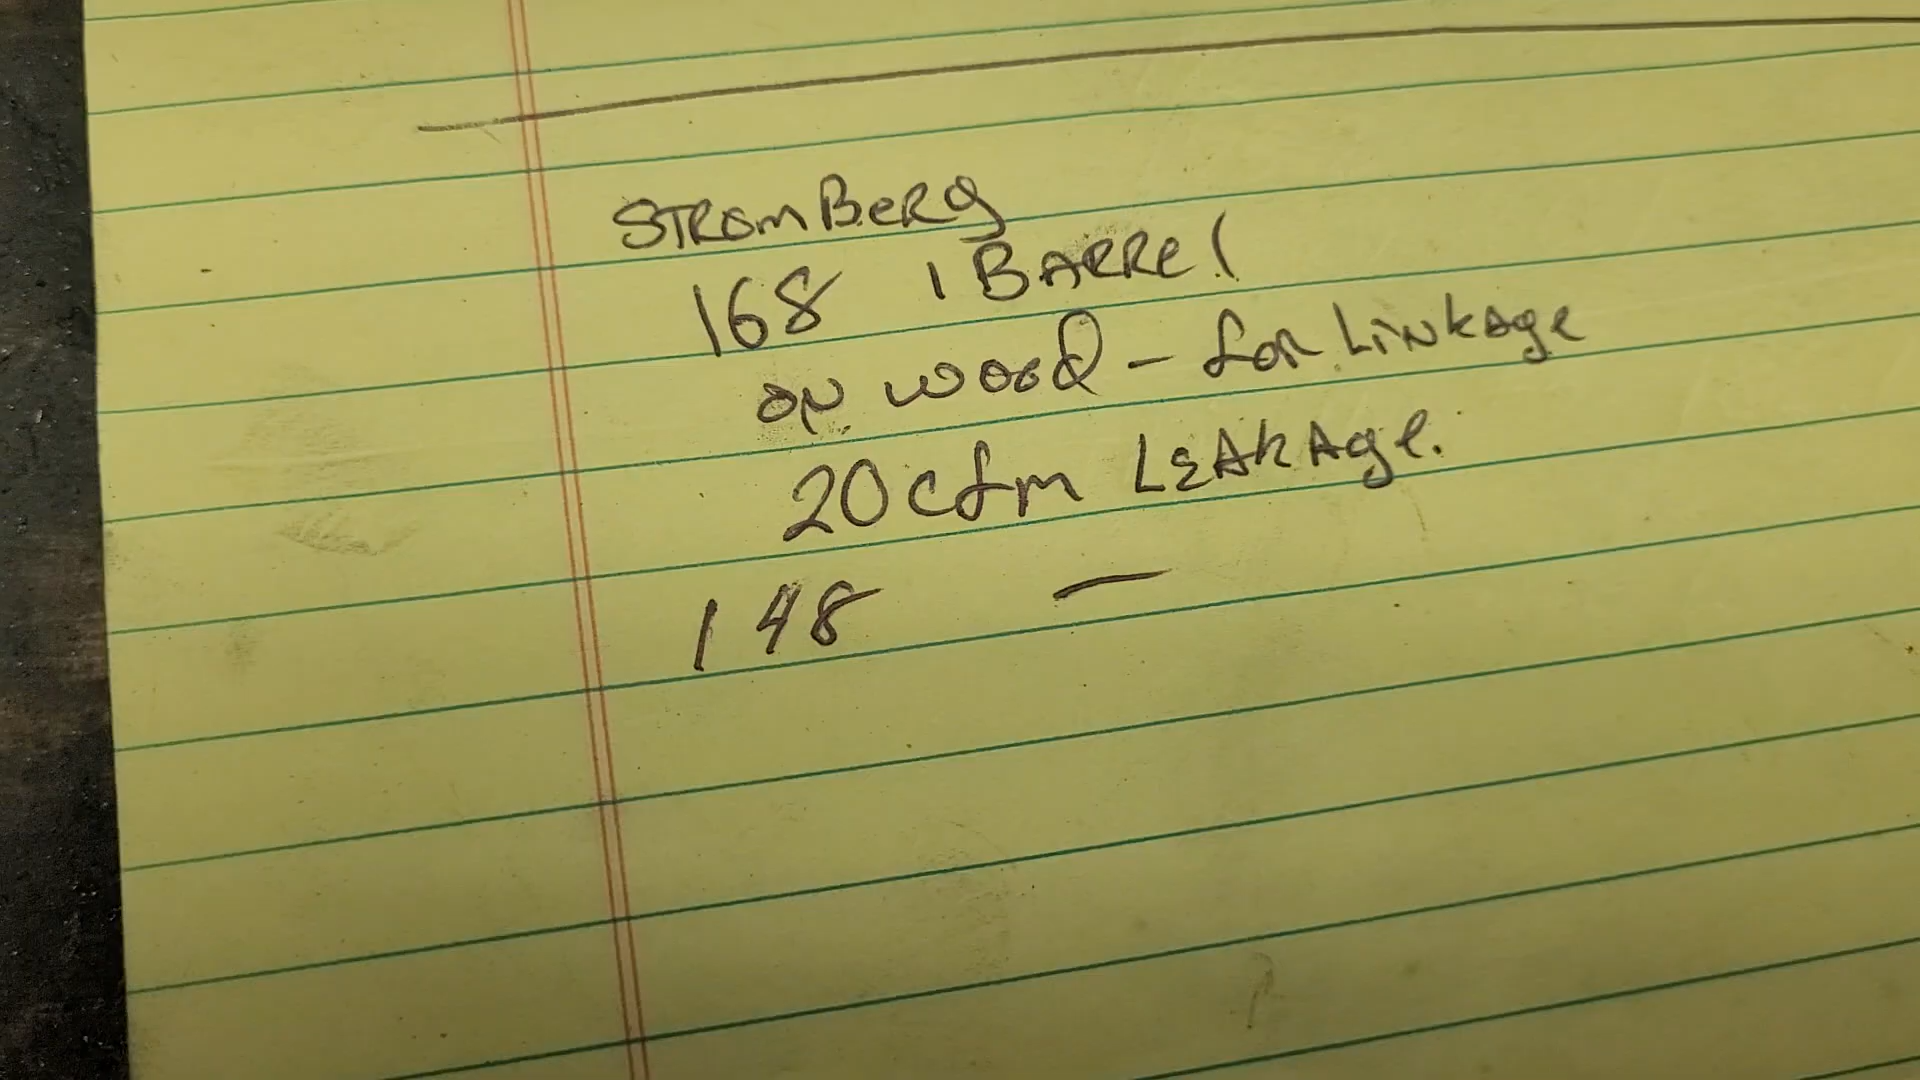 STROMBERG
168 1 BARREL
ON WOOD - for LiNKAge
20 cfm LEAKAge.
148 —